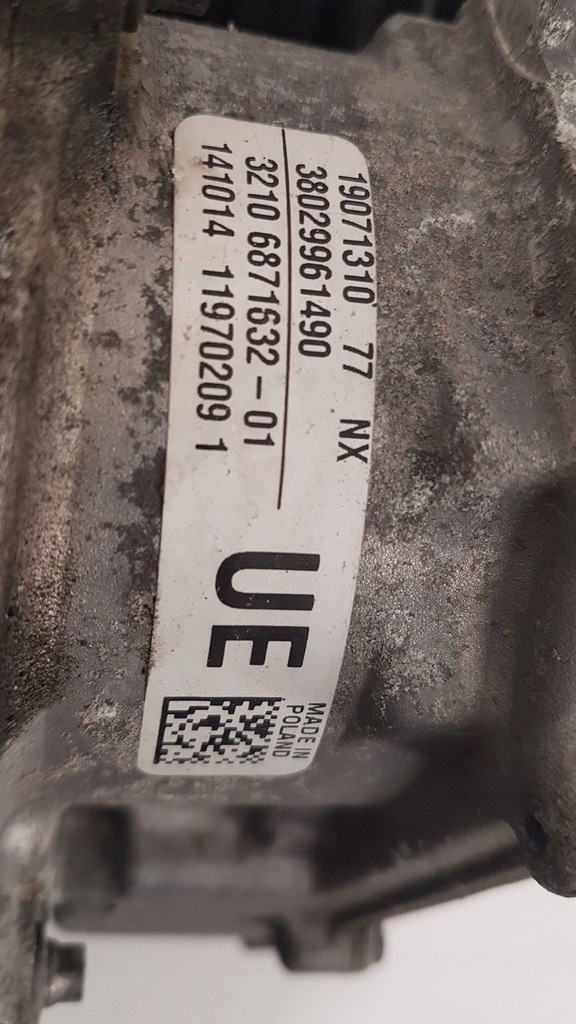 19071310 77 NX
38029961490
3210 6871632-01
141014 11970209 1
UE
MADE IN
POLAND